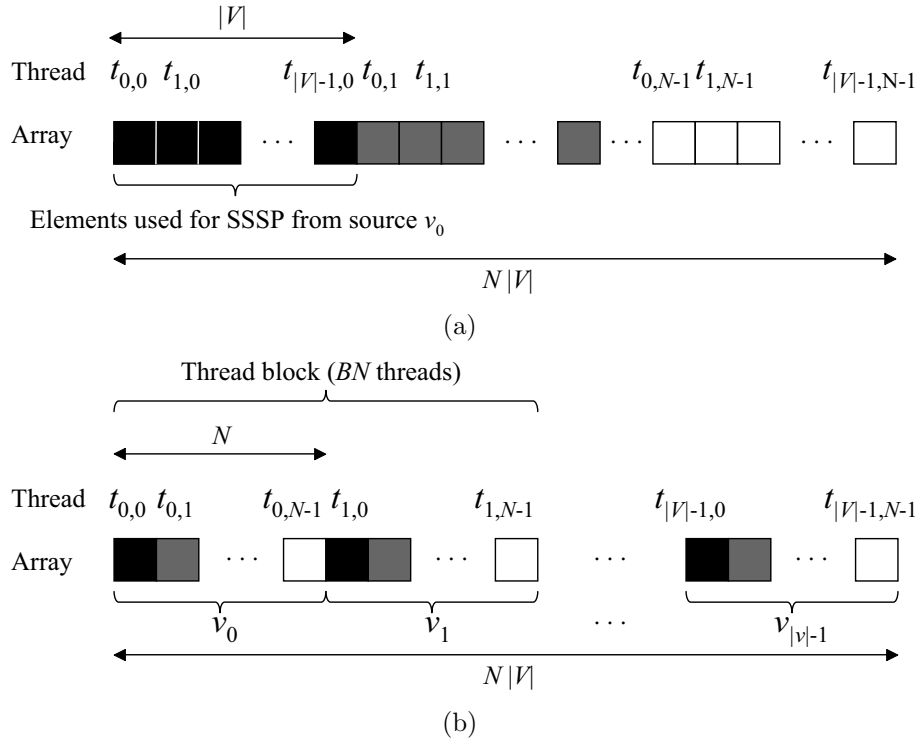 |V|
Thread t0,0 t1,0 t|V|-1,0 t0,1 t1,1 t0,N-1 t1,N-1 t|V|-1,N-1
Array ... ... ... ...
Elements used for SSSP from source v0
N|V|
(a)
Thread block (BN threads)
N
Thread t0,0 t0,1 t0,N-1 t1,0 t1,N-1 t|V|-1,0 t|V|-1,N-1
Array ... ... ... ...
v0 v1 ... v|v|-1
N|V|
(b)